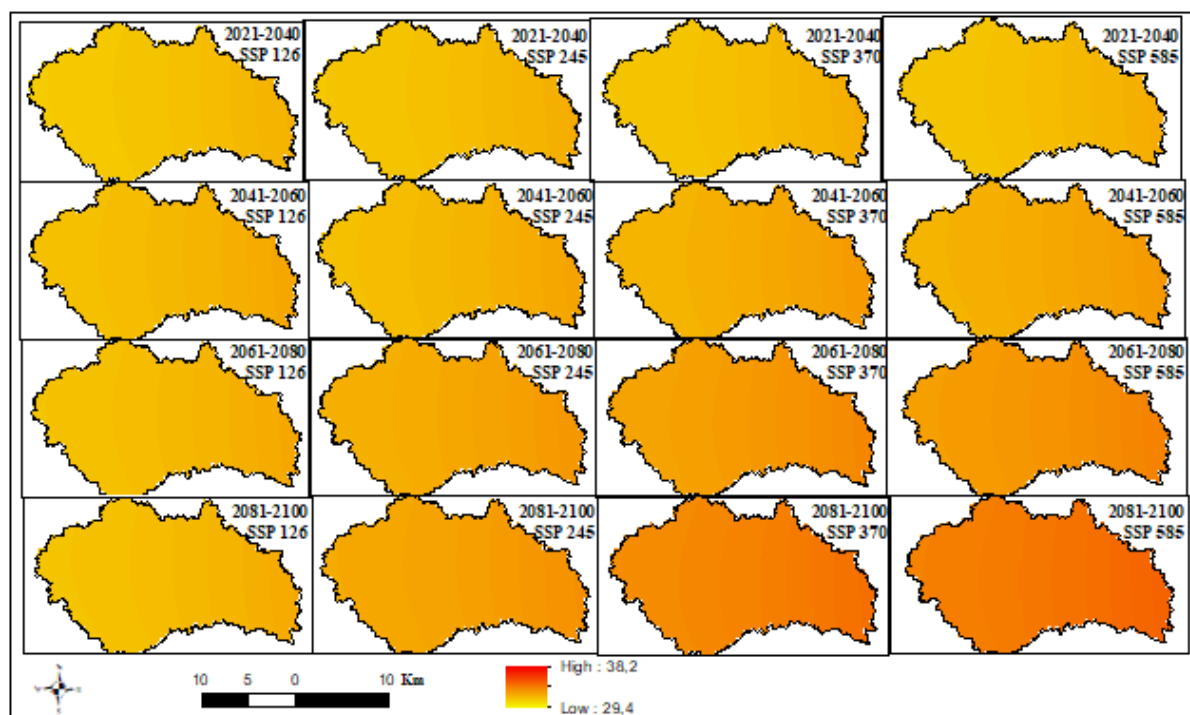 2021-2040
SSP 126
2021-2040
SSP 245
2021-2040
SSP 370
2021-2040
SSP 585
2041-2060
SSP 126
2041-2060
SSP 245
2041-2060
SSP 370
2041-2060
SSP 585
2061-2080
SSP 126
2061-2080
SSP 245
2061-2080
SSP 370
2061-2080
SSP 585
2081-2100
SSP 126
2081-2100
SSP 245
2081-2100
SSP 370
2081-2100
SSP 585
10 5 0 10 Km
High : 38,2
Low : 29,4